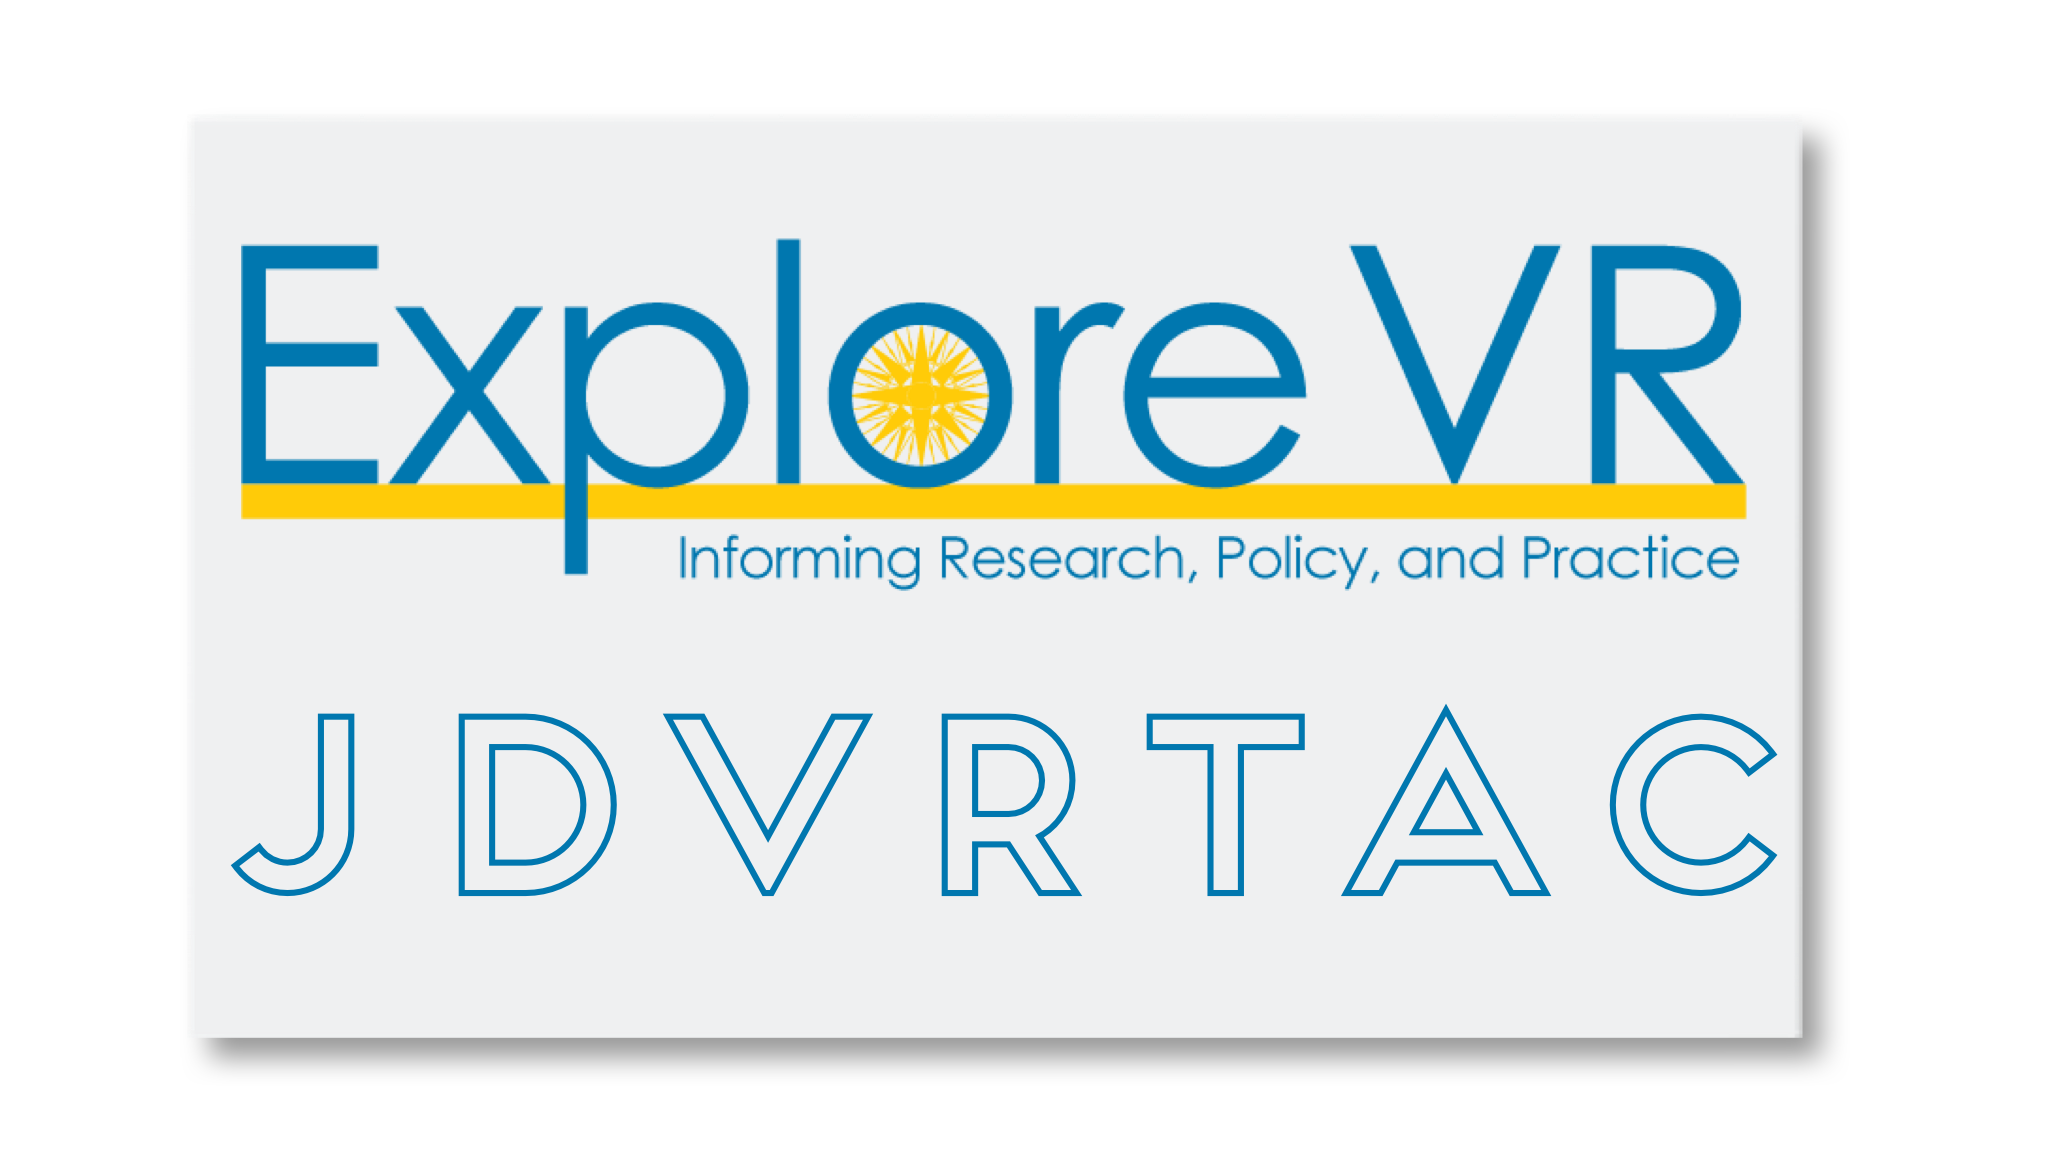 Explore VR
Informing Research, Policy, and Practice
JDVRTAC